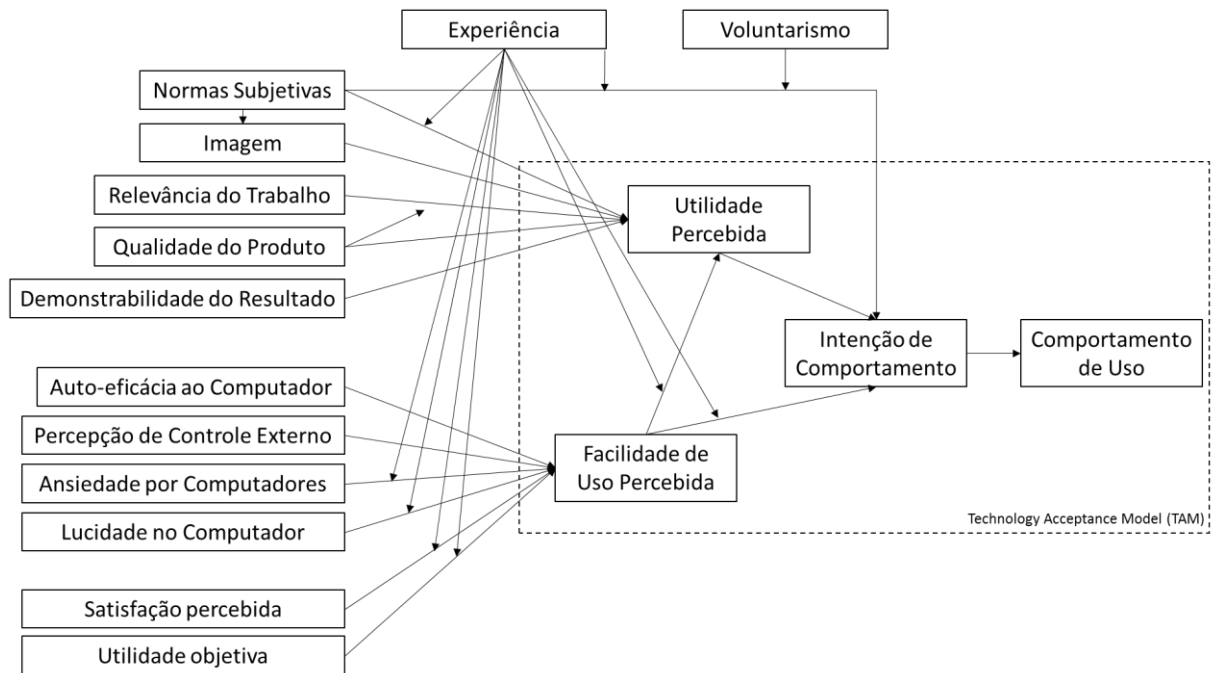 Experiência
Voluntarismo
Normas Subjetivas
Imagem
Relevância do Trabalho
Qualidade do Produto
Demonstrabilidade do Resultado
Utilidade
Percebida
Intenção de
Comportamento
Comportamento
de Uso
Auto-eficácia ao Computador
Percepção de Controle Externo
Ansiedade por Computadores
Lucidade no Computador
Facilidade de
Uso Percebida
Technology Acceptance Model (TAM)
Satisfação percebida
Utilidade objetiva